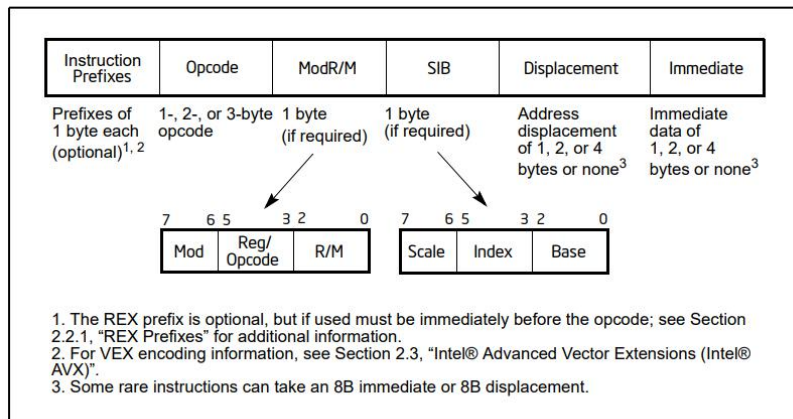 Instruction Prefixes
Opcode
ModR/M
SIB
Displacement
Immediate
Prefixes of
1 byte each
(optional)1, 2
1-, 2-, or 3-byte
opcode
1 byte
(if required)
1 byte
(if required)
Address
displacement
of 1, 2, or 4
bytes or none3
Immediate
data of
1, 2, or 4
bytes or none3
7 6 5 3 2 0
Mod
Reg/
Opcode
R/M
7 6 5 3 2 0
Scale
Index
Base
1. The REX prefix is optional, but if used must be immediately before the opcode; see Section
2.2.1, “REX Prefixes” for additional information.
2. For VEX encoding information, see Section 2.3, “Intel® Advanced Vector Extensions (Intel®
AVX)”.
3. Some rare instructions can take an 8B immediate or 8B displacement.